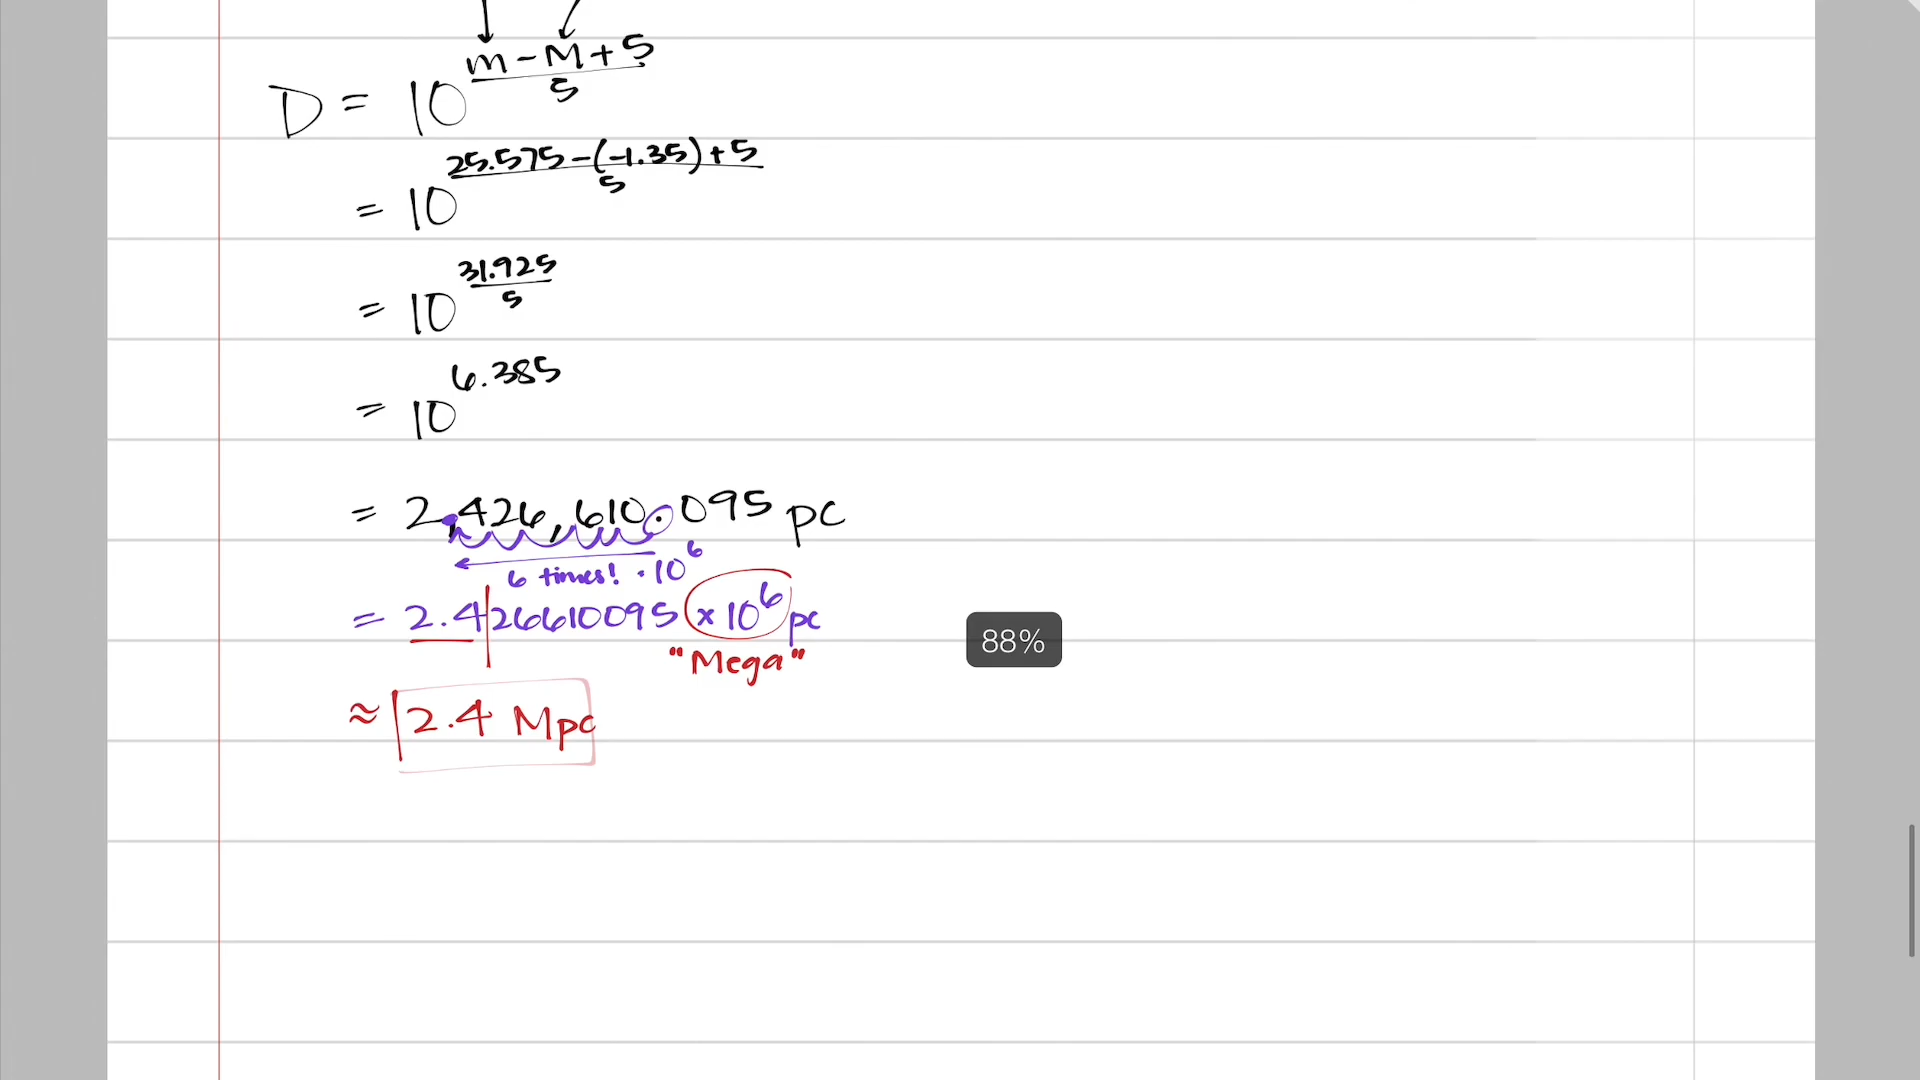 D = 10^((m - M + 5)/5)
= 10^((25.575 - (-1.35) + 5)/5)
= 10^(31.925/5)
= 10^6.385
= 2,426,610.095 pc
6 times! · 10^6
= 2.426610095 × 10^6 pc
"Mega"
≈ 2.4 Mpc
88%